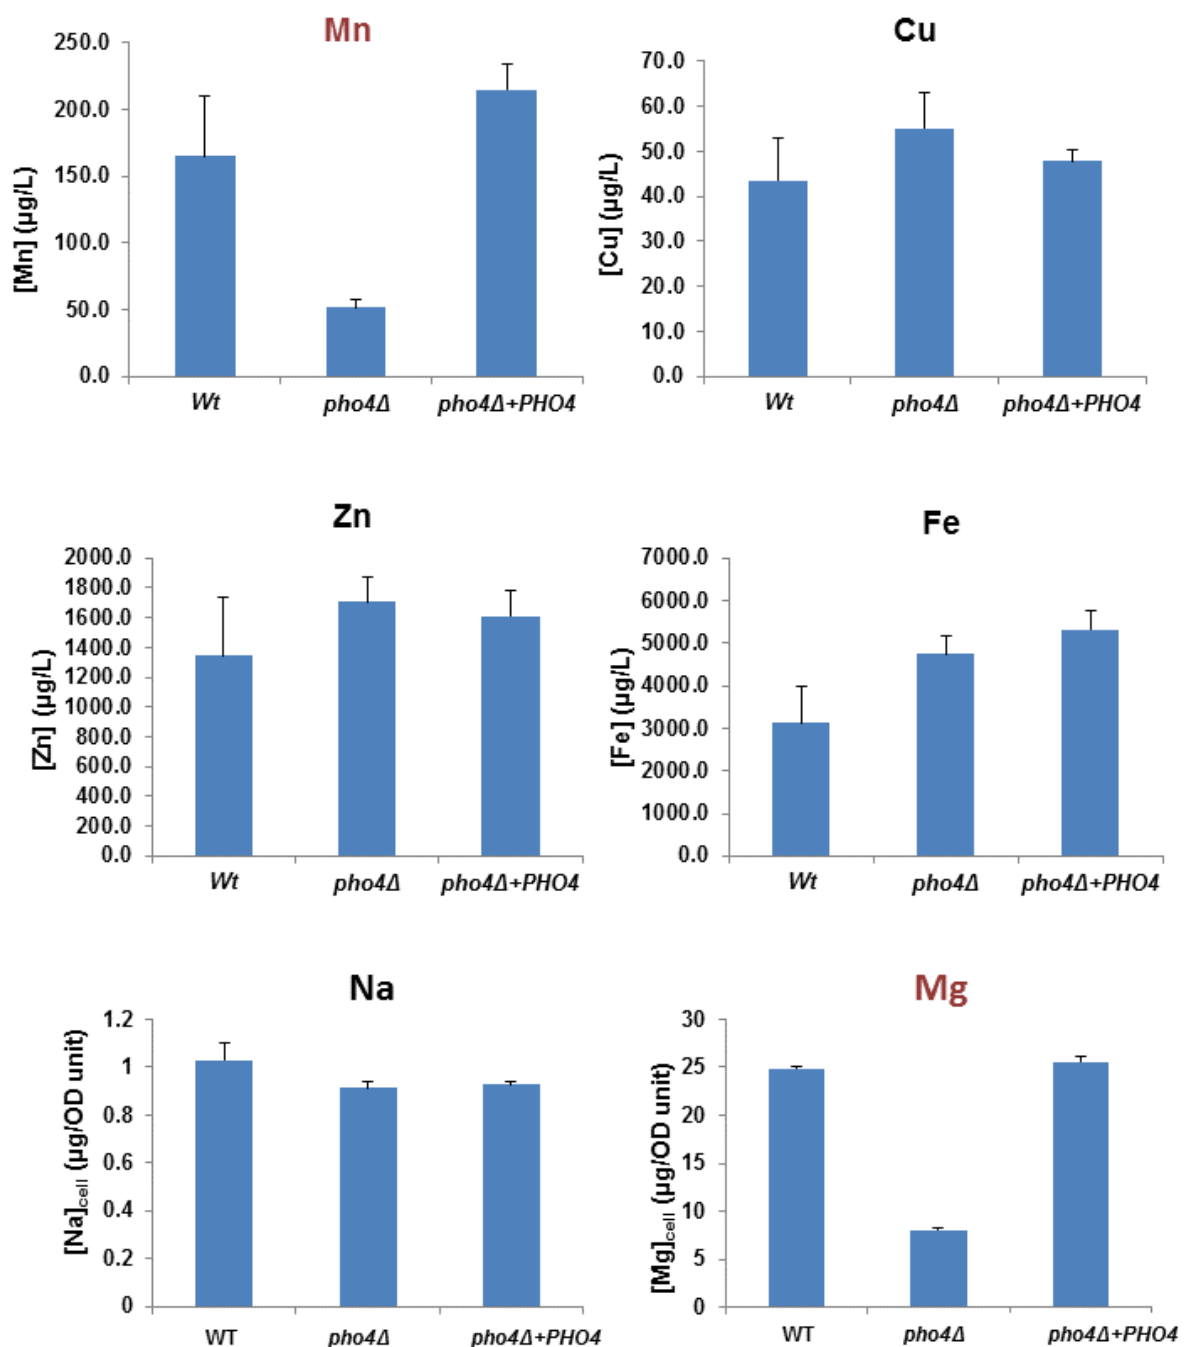 Mn
250.0
200.0
150.0
100.0
50.0
0.0
[Mn] (µg/L)
Wt pho4Δ pho4Δ+PHO4
Cu
70.0
60.0
50.0
40.0
30.0
20.0
10.0
0.0
[Cu] (µg/L)
Wt pho4Δ pho4Δ+PHO4
Zn
2000.0
1800.0
1600.0
1400.0
1200.0
1000.0
800.0
600.0
400.0
200.0
0.0
[Zn] (µg/L)
Wt pho4Δ pho4Δ+PHO4
Fe
7000.0
6000.0
5000.0
4000.0
3000.0
2000.0
1000.0
0.0
[Fe] (µg/L)
Wt pho4Δ pho4Δ+PHO4
Na
1.2
1
0.8
0.6
0.4
0.2
0
[Na]cell (µg/OD unit)
WT pho4Δ pho4Δ+PHO4
Mg
30
25
20
15
10
5
0
[Mg]cell (µg/OD unit)
WT pho4Δ pho4Δ+PHO4